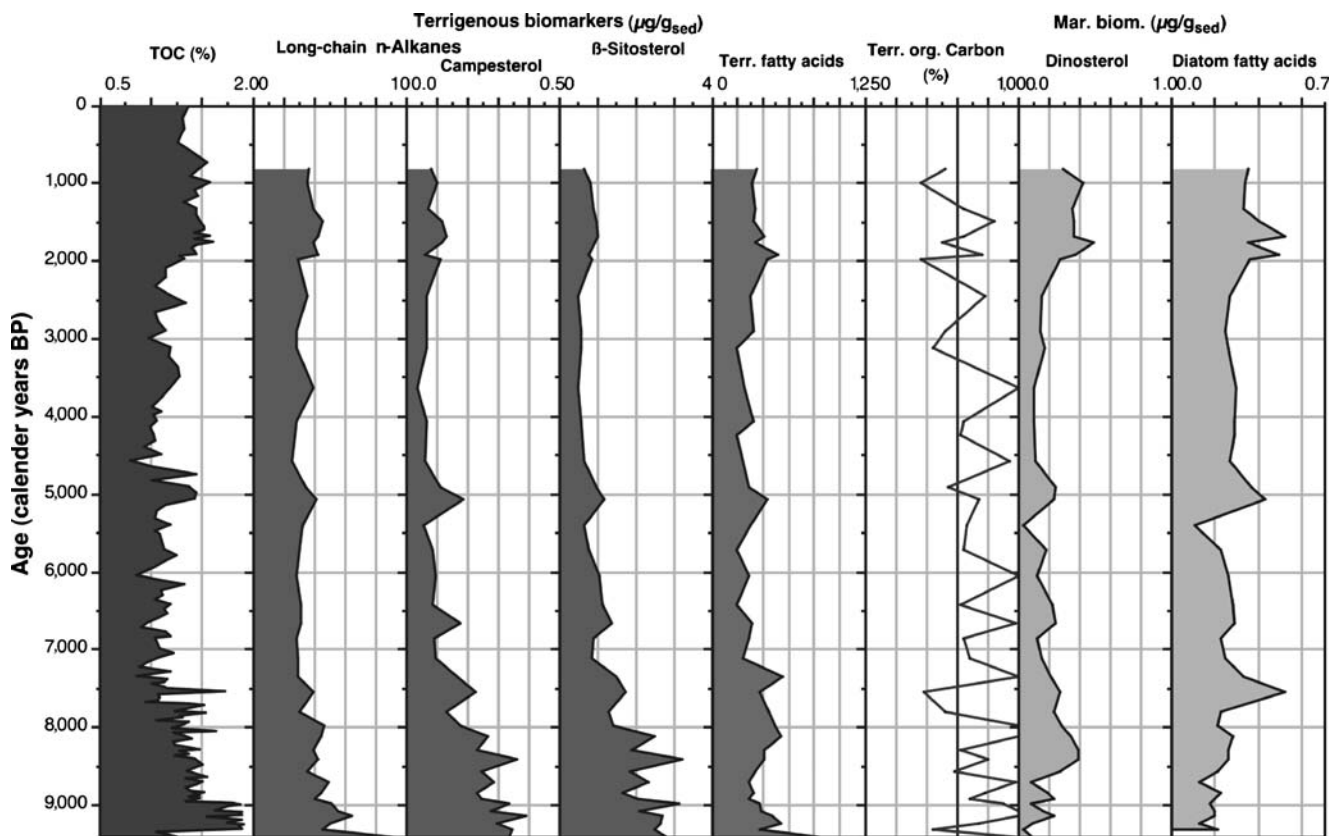 Terrigenous biomarkers (µg/gsed)
Mar. biom. (µg/gsed)
TOC (%)
Long-chain n-Alkanes
Campesterol
ß-Sitosterol
Terr. fatty acids
Terr. org. Carbon
(%)
Dinosterol
Diatom fatty acids
0.5 2.00 100.0 0.50 4 0 1,250 1,000.0 1.00.0 0.7
0
1,000
2,000
3,000
4,000
5,000
6,000
7,000
8,000
9,000
Age (calender years BP)